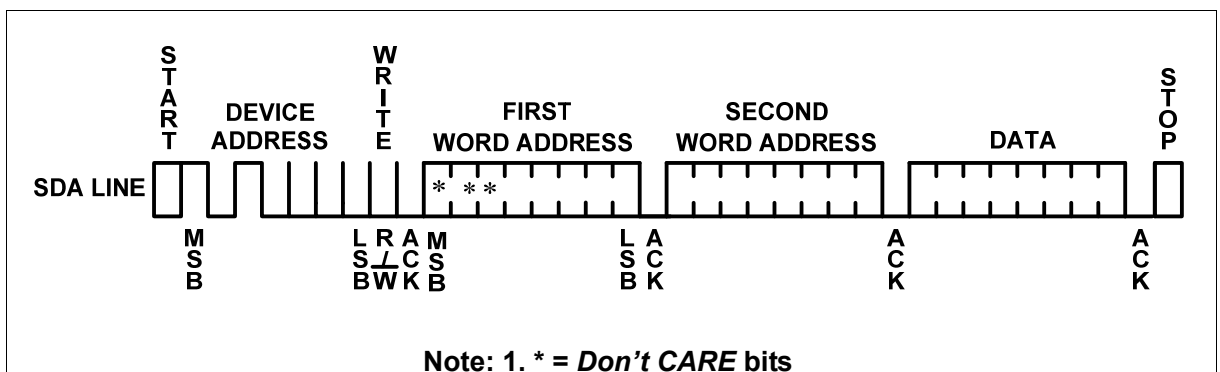 START
WRITE
STOP
DEVICE
ADDRESS
FIRST
WORD ADDRESS
SECOND
WORD ADDRESS
DATA
SDA LINE
* * *
MSB
LSB
R/W
ACK
MSB
LSB
ACK
ACK
ACK
Note: 1. * = Don't CARE bits